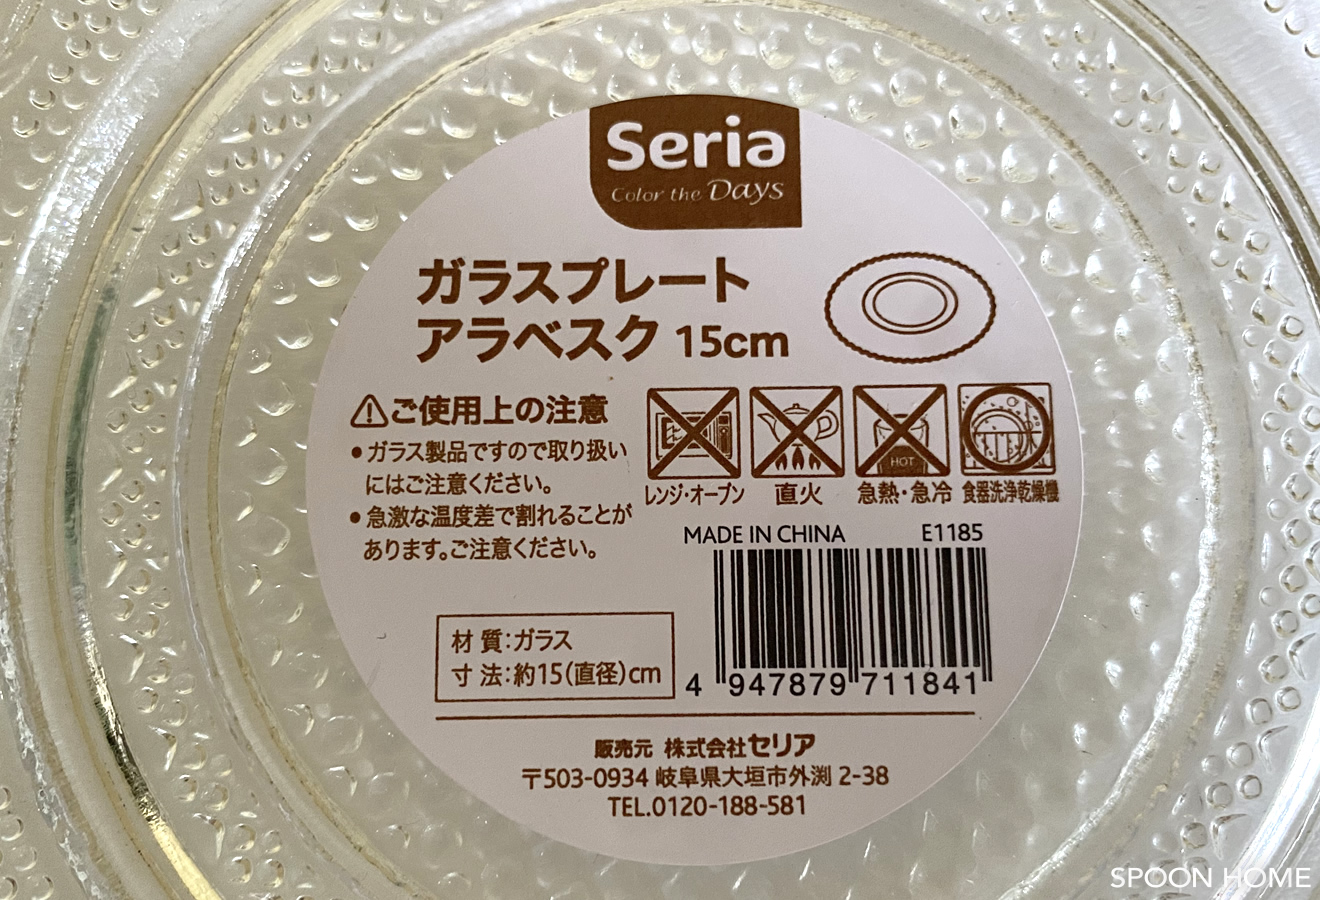 Seria
Color the Days
ガラスプレート
アラベスク 15cm
⚠ご使用上の注意
•ガラス製品ですので取り扱い
にはご注意ください。
•急激な温度差で割れることが
あります。ご注意ください。
HOT
レンジ・オーブン 直火 急熱・急冷 食器洗浄乾燥機
MADE IN CHINA E1185
材 質：ガラス
寸 法：約15(直径)cm
4 947879 711841
販売元 株式会社セリア
〒503-0934 岐阜県大垣市外渕 2-38
TEL.0120-188-581
SPOON HOME